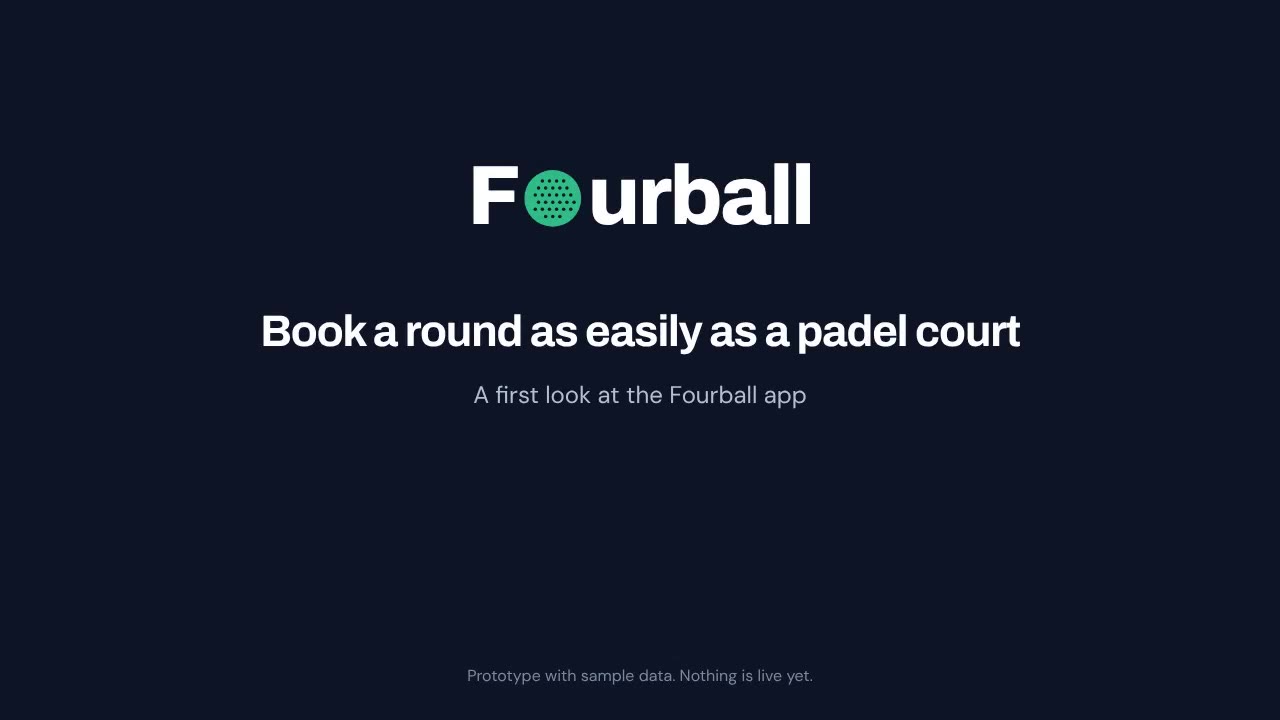 Fourball
Book a round as easily as a padel court
A first look at the Fourball app
Prototype with sample data. Nothing is live yet.